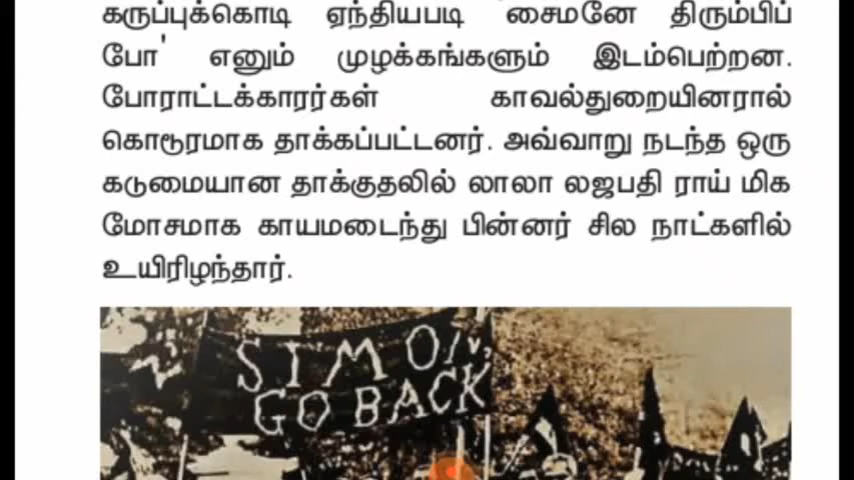 கருப்புக்கொடி ஏந்தியபடி 'சைமனே திரும்பிப்
போ' எனும் முழக்கங்களும் இடம்பெற்றன.
போராட்டக்காரர்கள் காவல்துறையினரால்
கொடூரமாக தாக்கப்பட்டனர். அவ்வாறு நடந்த ஒரு
கடுமையான தாக்குதலில் லாலா லஜபதி ராய் மிக
மோசமாக காயமடைந்து பின்னர் சில நாட்களில்
உயிரிழந்தார்.
SIMON,
GO BACK